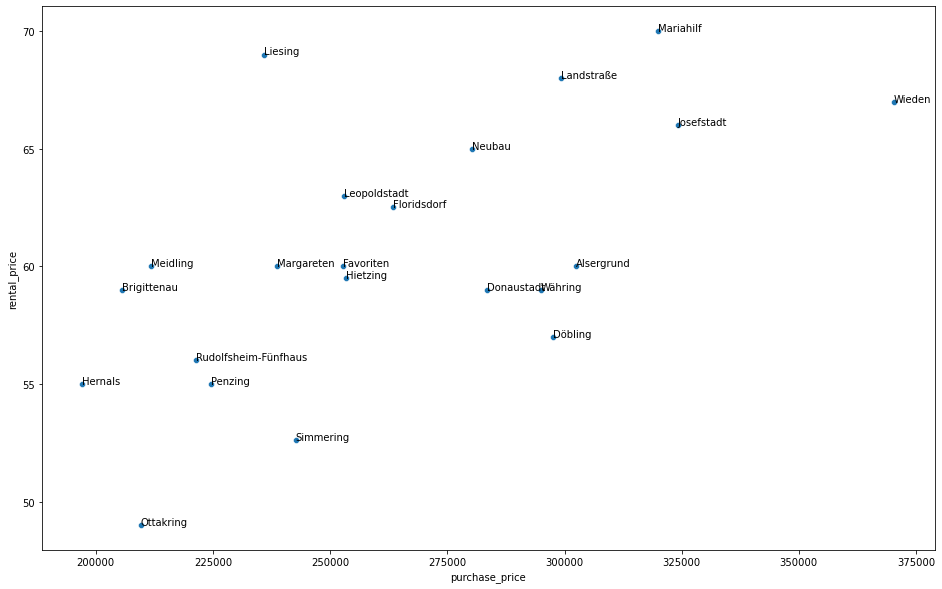 70
Mariahilf
Liesing
Landstraße
Wieden
Josefstadt
65
Neubau
Leopoldstadt
Floridsdorf
60
Meidling
Margareten
Favoriten
Alsergrund
Hietzing
Brigittenau
Donaustadt
Währing
Döbling
Rudolfsheim-Fünfhaus
55
Hernals
Penzing
Simmering
50
Ottakring
rental_price
200000 225000 250000 275000 300000 325000 350000 375000
purchase_price